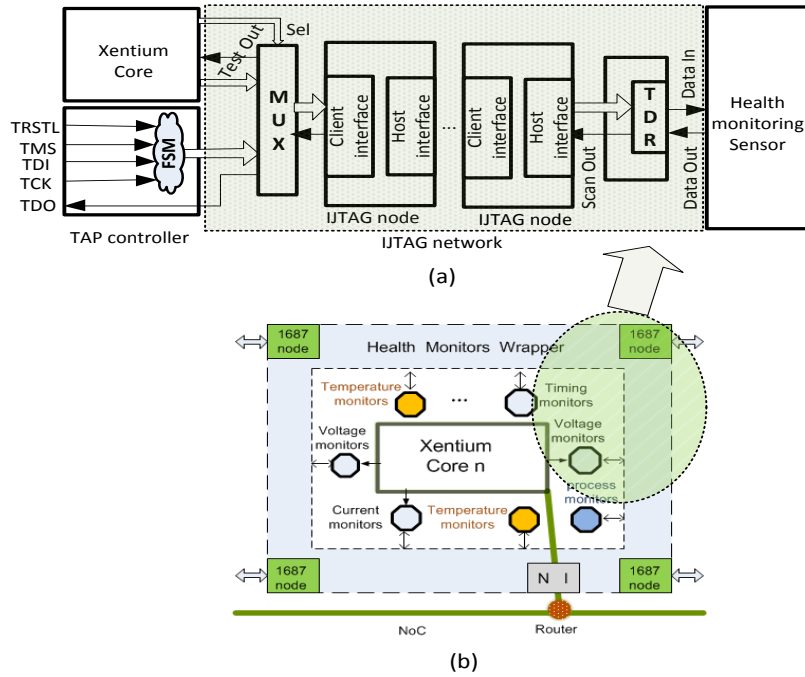 Xentium
Core
Test Out
Sel
MUX
Client
interface
Host
interface
...
Client
interface
Host
interface
TDR
Data In
Data Out
Scan Out
Health
monitoring
Sensor
TRSTL
TMS
TDI
TCK
TDO
FSM
TAP controller
IJTAG node
IJTAG node
IJTAG network
(a)
1687
node
Health Monitors Wrapper
1687
node
Temperature
monitors
...
Timing
monitors
Voltage
monitors
Xentium
Core n
Voltage
monitors
Current
monitors
Temperature
monitors
process
monitors
1687
node
N I
1687
node
NoC
Router
(b)